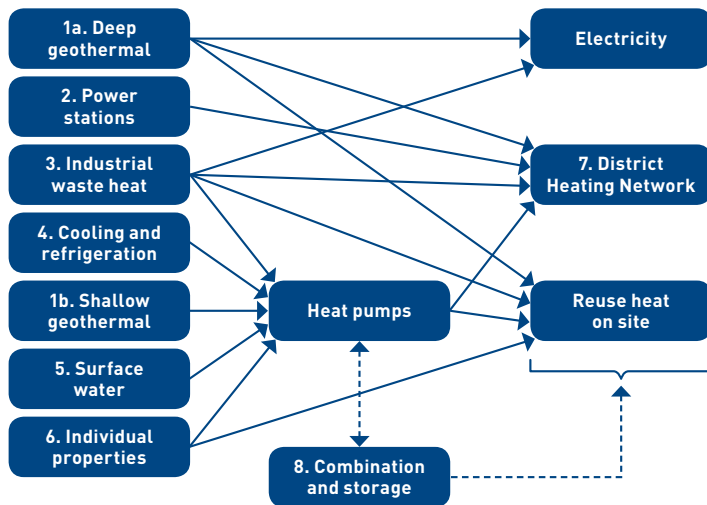 1a. Deep
geothermal
Electricity
2. Power
stations
3. Industrial
waste heat
7. District
Heating Network
4. Cooling and
refrigeration
1b. Shallow
geothermal
Heat pumps
Reuse heat
on site
5. Surface
water
6. Individual
properties
8. Combination
and storage